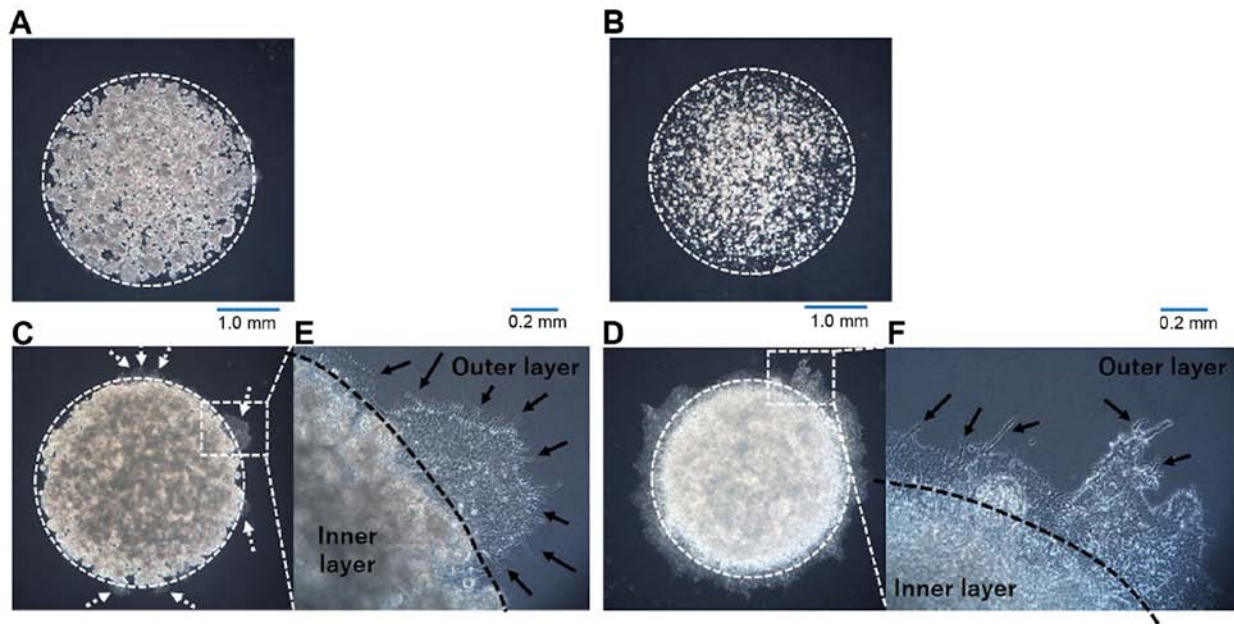 A
B
1.0 mm
0.2 mm
1.0 mm
0.2 mm
C
E
D
F
Outer layer
Outer layer
Inner
layer
Inner layer